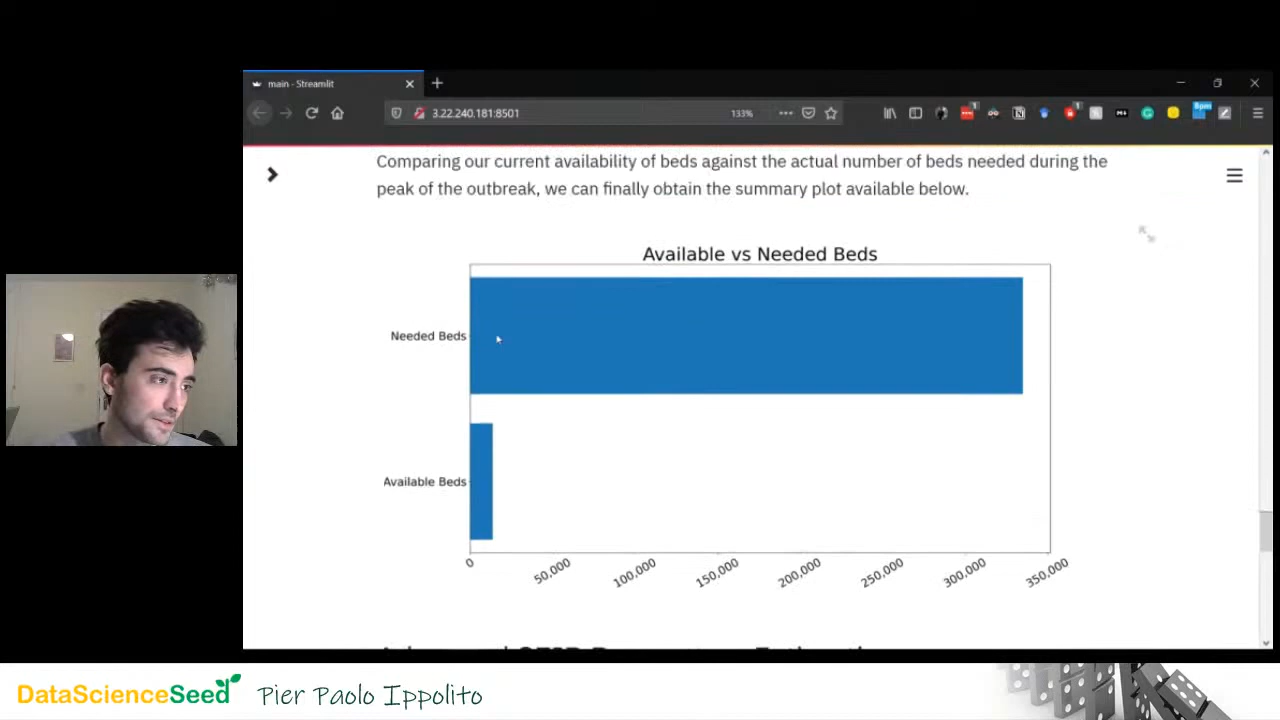 main - Streamlit
3.22.240.181:8501
133%
Comparing our current availability of beds against the actual number of beds needed during the
peak of the outbreak, we can finally obtain the summary plot available below.
Available vs Needed Beds
Needed Beds
Available Beds
0 50,000 100,000 150,000 200,000 250,000 300,000 350,000
DataScienceSeed Pier Paolo Ippolito